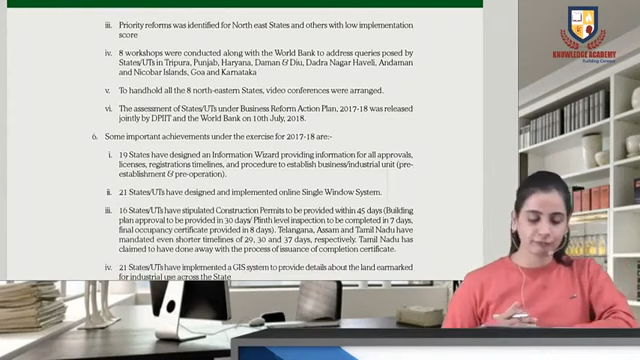 iii. Priority reforms was identified for North east States and others with low implementation
score
iv. 8 workshops were conducted along with the World Bank to address queries posed by
States/UTs in Tripura, Punjab, Haryana, Daman & Diu, Dadra Nagar Haveli, Andaman
and Nicobar Islands, Goa and Karnataka
v. To handhold all the 8 north-eastern States, video conferences were arranged.
vi. The assessment of States/UTs under Business Reform Action Plan, 2017-18 was released
jointly by DPIIT and the World Bank on 10th July, 2018.
6. Some important achievements under the exercise for 2017-18 are:-
i. 19 States have designed an Information Wizard providing information for all approvals,
licenses, registrations timelines, and procedure to establish business/industrial unit (pre-
establishment & pre-operation).
ii. 21 States/UTs have designed and implemented online Single Window System.
iii. 16 States/UTs have stipulated Construction Permits to be provided within 45 days (Building
plan approval to be provided in 30 days/ Plinth level inspection to be completed in 7 days,
final occupancy certificate provided in 8 days). Telangana, Assam and Tamil Nadu have
mandated even shorter timelines of 29, 30 and 37 days, respectively. Tamil Nadu has
claimed to have done away with the process of issuance of completion certificate.
iv. 21 States/UTs have implemented a GIS system to provide details about the land earmarked
for industrial use across the State
KNOWLEDGE ACADEMY
Building Careers